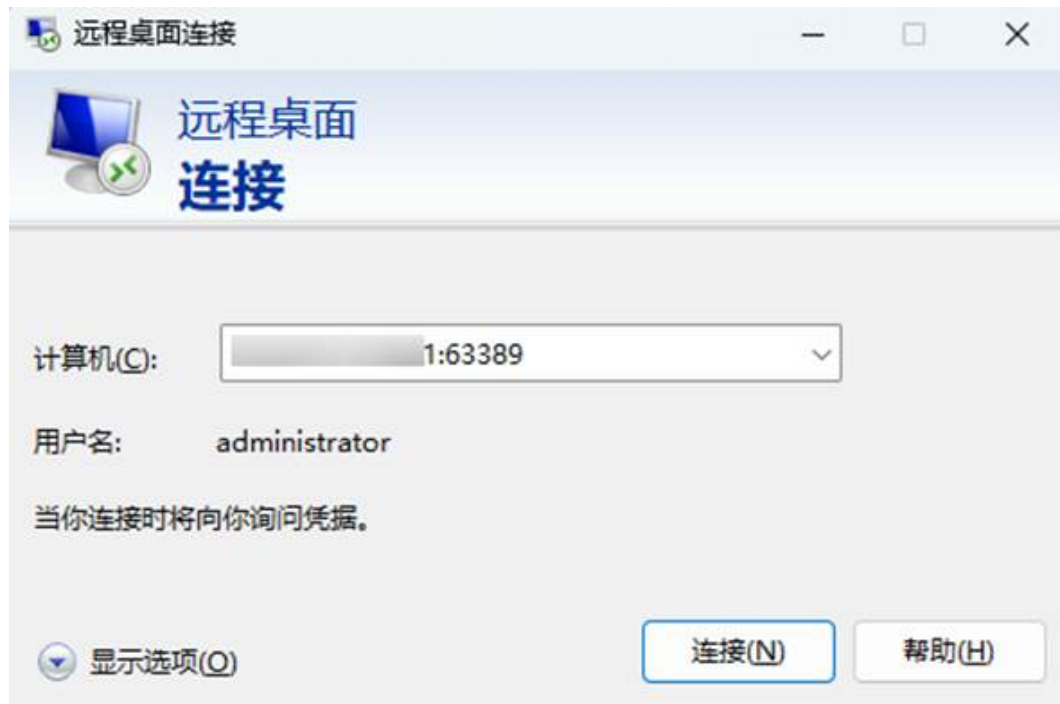 远程桌面连接
远程桌面
连接
计算机(C): 1:63389
用户名: administrator
当你连接时将向你询问凭据。
显示选项(O) 连接(N) 帮助(H)